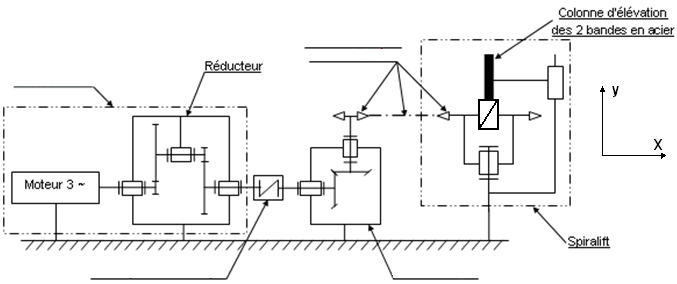 Colonne d'élévation
des 2 bandes en acier
Réducteur
y
X
Moteur 3 ~
Spiralift